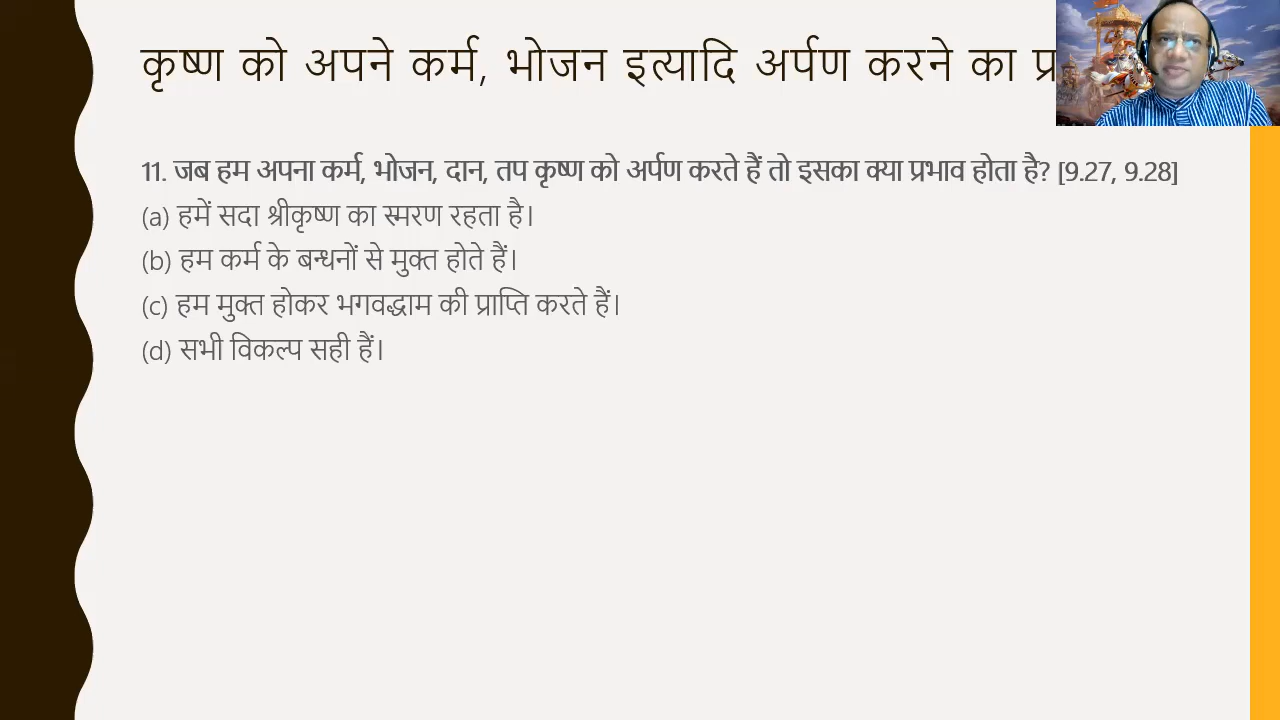 कृष्ण को अपने कर्म, भोजन इत्यादि अर्पण करने का
11. जब हम अपना कर्म, भोजन, दान, तप कृष्ण को अर्पण करते हैं तो इसका क्या प्रभाव होता है? [9.27, 9.28]
(a) हमें सदा श्रीकृष्ण का स्मरण रहता है।
(b) हम कर्म के बन्धनों से मुक्त होते हैं।
(c) हम मुक्त होकर भगवद्धाम की प्राप्ति करते हैं।
(d) सभी विकल्प सही हैं।